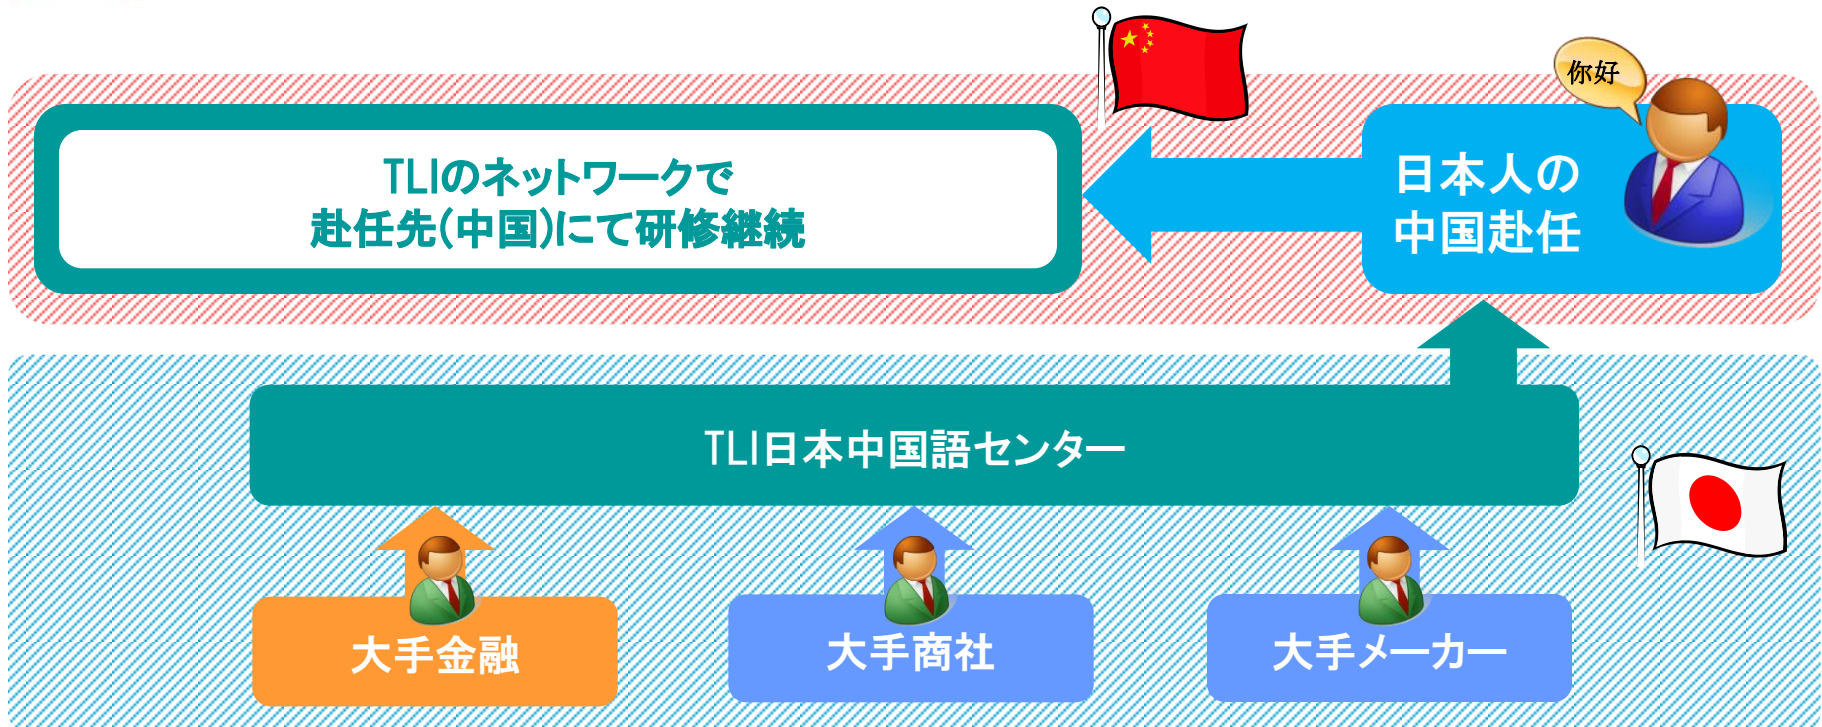 你好
TLIのネットワークで
赴任先(中国)にて研修継続
日本人の
中国赴任
TLI日本中国語センター
大手金融
大手商社
大手メーカー